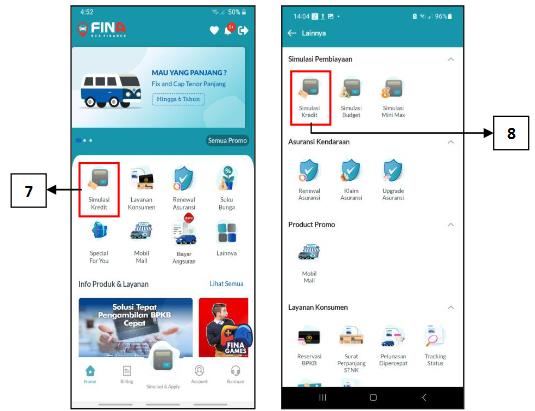 4:52
50%
FINA
BCA FINANCE
MAU YANG PANJANG ?
Fix and Cap Tenor Panjang
Hingga 6 Tahun
Semua Promo
Simulasi Kredit
Layanan Konsumen
Renewal Asuransi
Suku Bunga
Special For You
Mobil Mall
Bayar Angsuran
Lainnya
Info Produk & Layanan
Lihat Semua
Solusi Tepat
Pengambilan BPKB
Cepat
FINA
GAMES
Home
Billing
Simulasi & Apply
Account
7
14:04
96%
Lainnya
Simulasi Pembiayaan
Simulasi Kredit
Simulasi Budget
Simulasi Mini Max
8
Asuransi Kendaraan
Renewal Asuransi
Klaim Asuransi
Upgrade Asuransi
Product Promo
Mobil Mall
Layanan Konsumen
Reservasi BPKB
Surat Perpanjang STNK
Pelunasan Dipercepat
Tracking Status